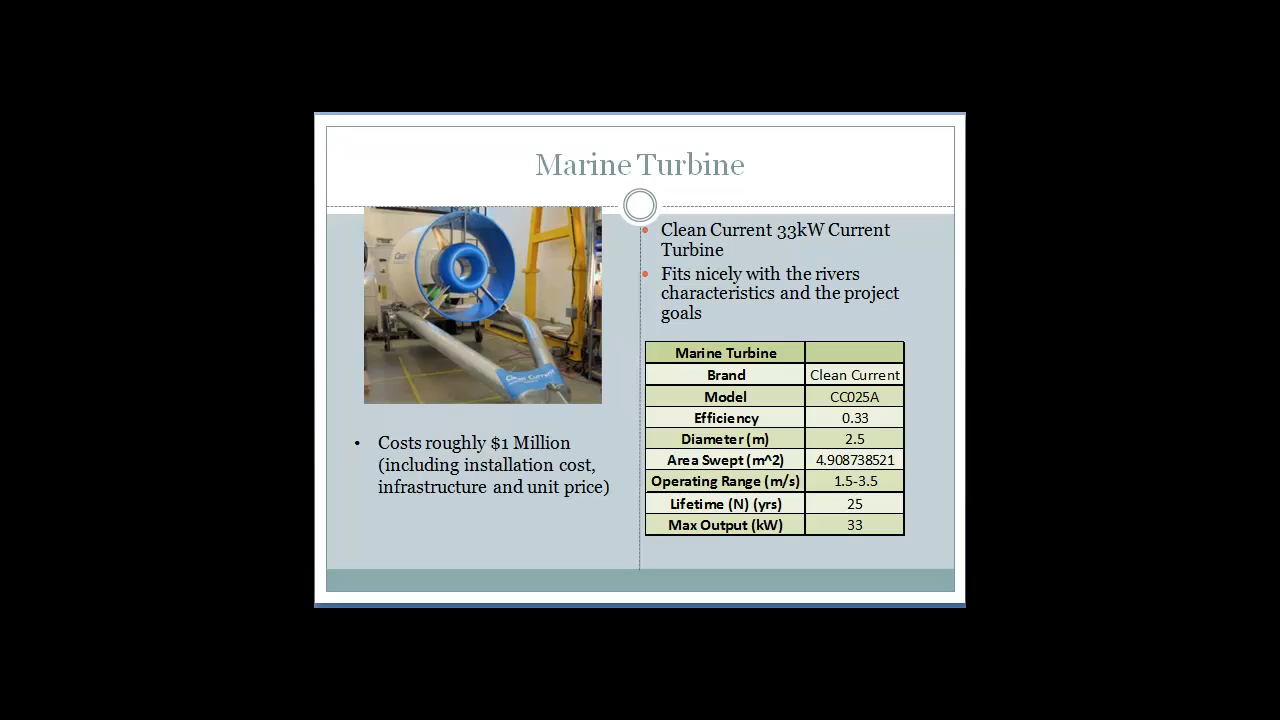 Marine Turbine
Clean Current
Costs roughly $1 Million
(including installation cost,
infrastructure and unit price)
Clean Current 33kW Current
Turbine
Fits nicely with the rivers
characteristics and the project
goals
Marine Turbine
Brand Clean Current
Model CC025A
Efficiency 0.33
Diameter (m) 2.5
Area Swept (m^2) 4.908738521
Operating Range (m/s) 1.5-3.5
Lifetime (N) (yrs) 25
Max Output (kW) 33